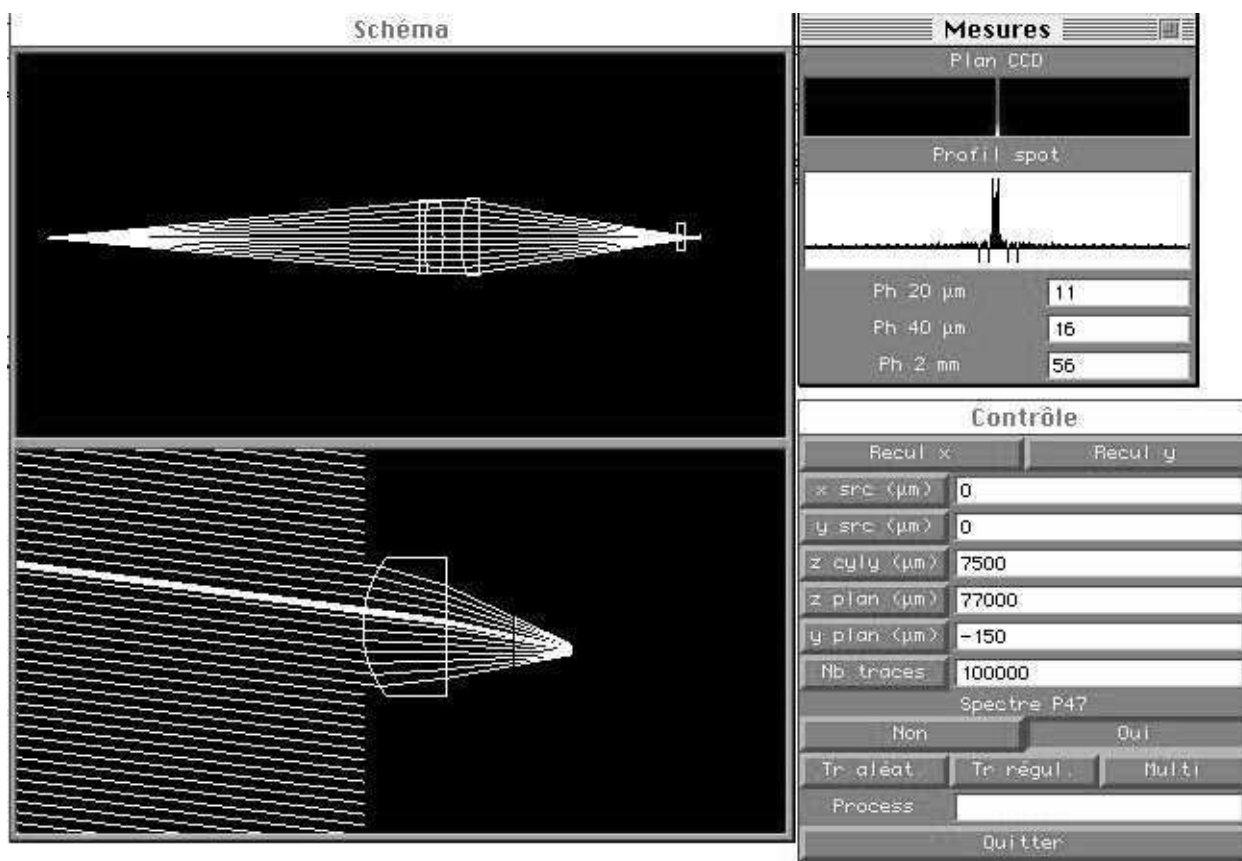 Schéma
Mesures
Plan CCD
Profil spot
Ph 20 µm 11
Ph 40 µm 16
Ph 2 mm 56
Contrôle
Recul x Recul y
x src (µm) 0
y src (µm) 0
z cyly (µm) 7500
z plan (µm) 77000
y plan (µm) -150
Nb traces 100000
Spectre P47
Non Oui
Tr aléat. Tr régul. Multi
Process
Quitter